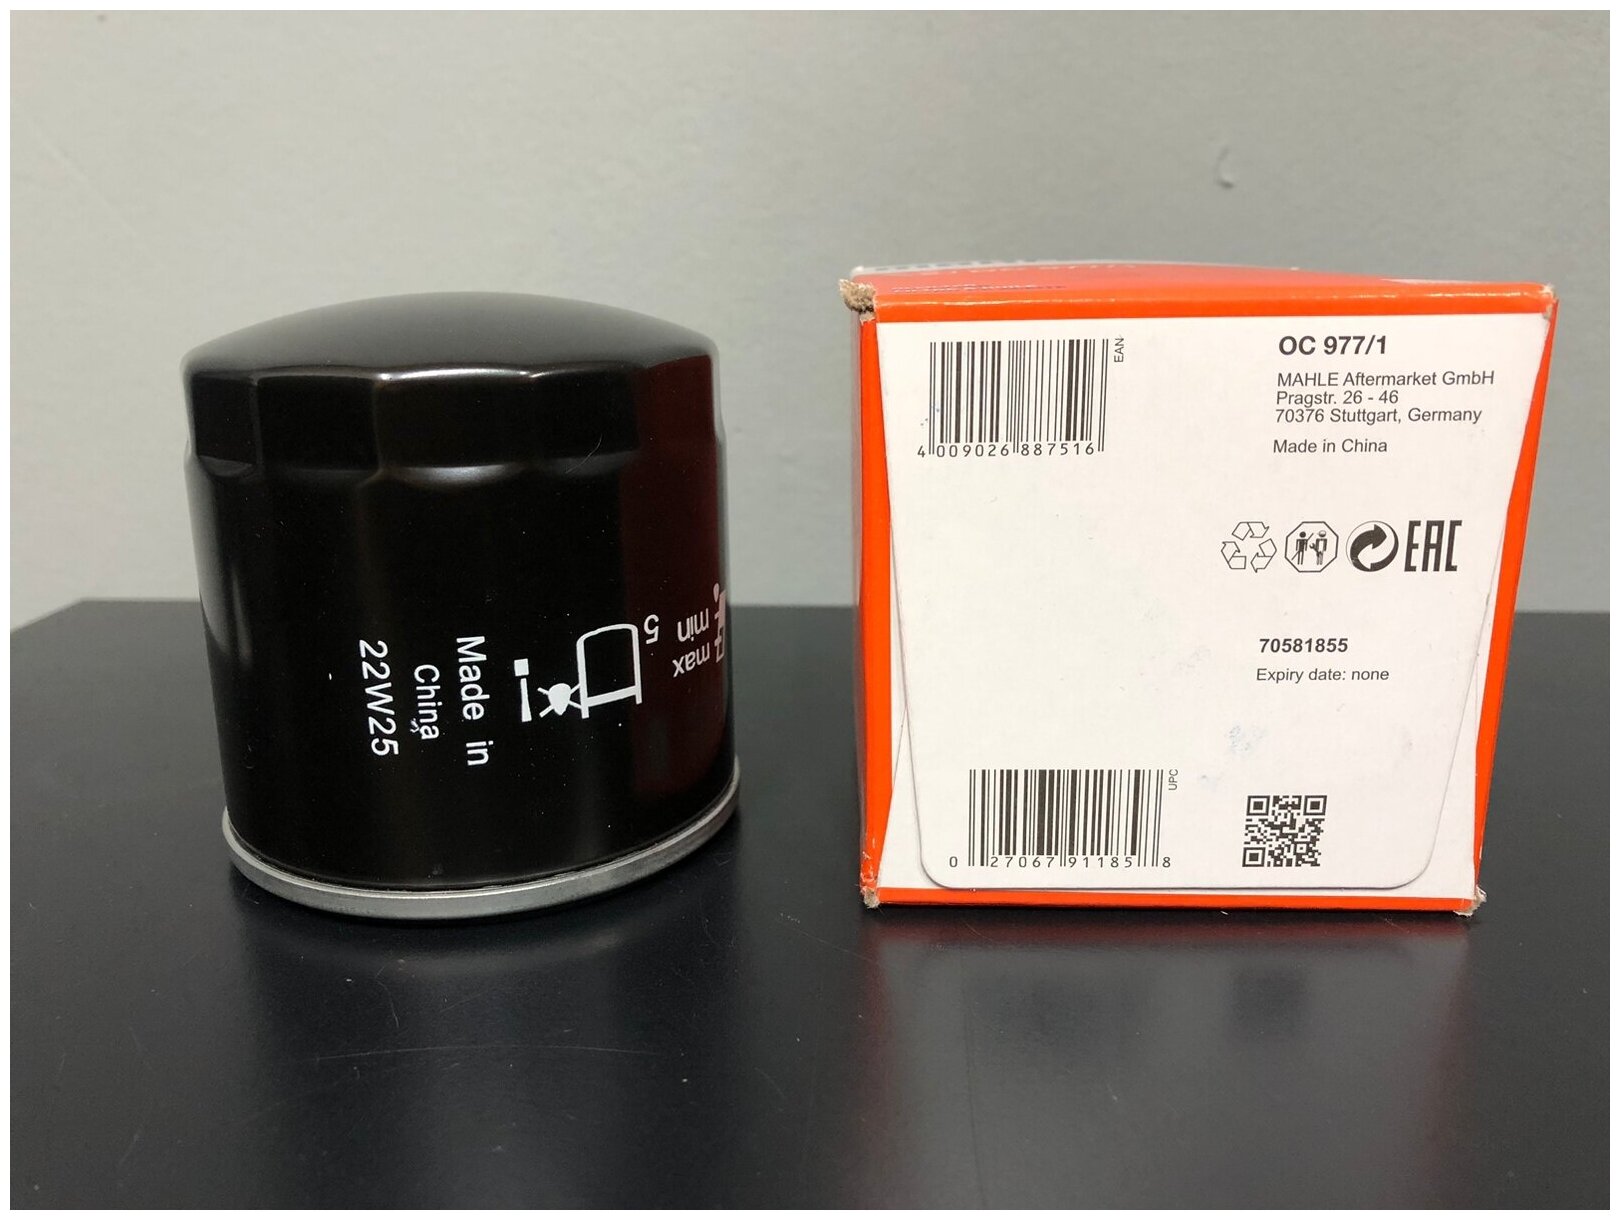 Made in
China
22W25
5
min
max
EAN
4 009026 887516
OC 977/1
MAHLE Aftermarket GmbH
Pragstr. 26 - 46
70376 Stuttgart, Germany
Made in China
EAC
70581855
Expiry date: none
UPC
0 27067 91185 8